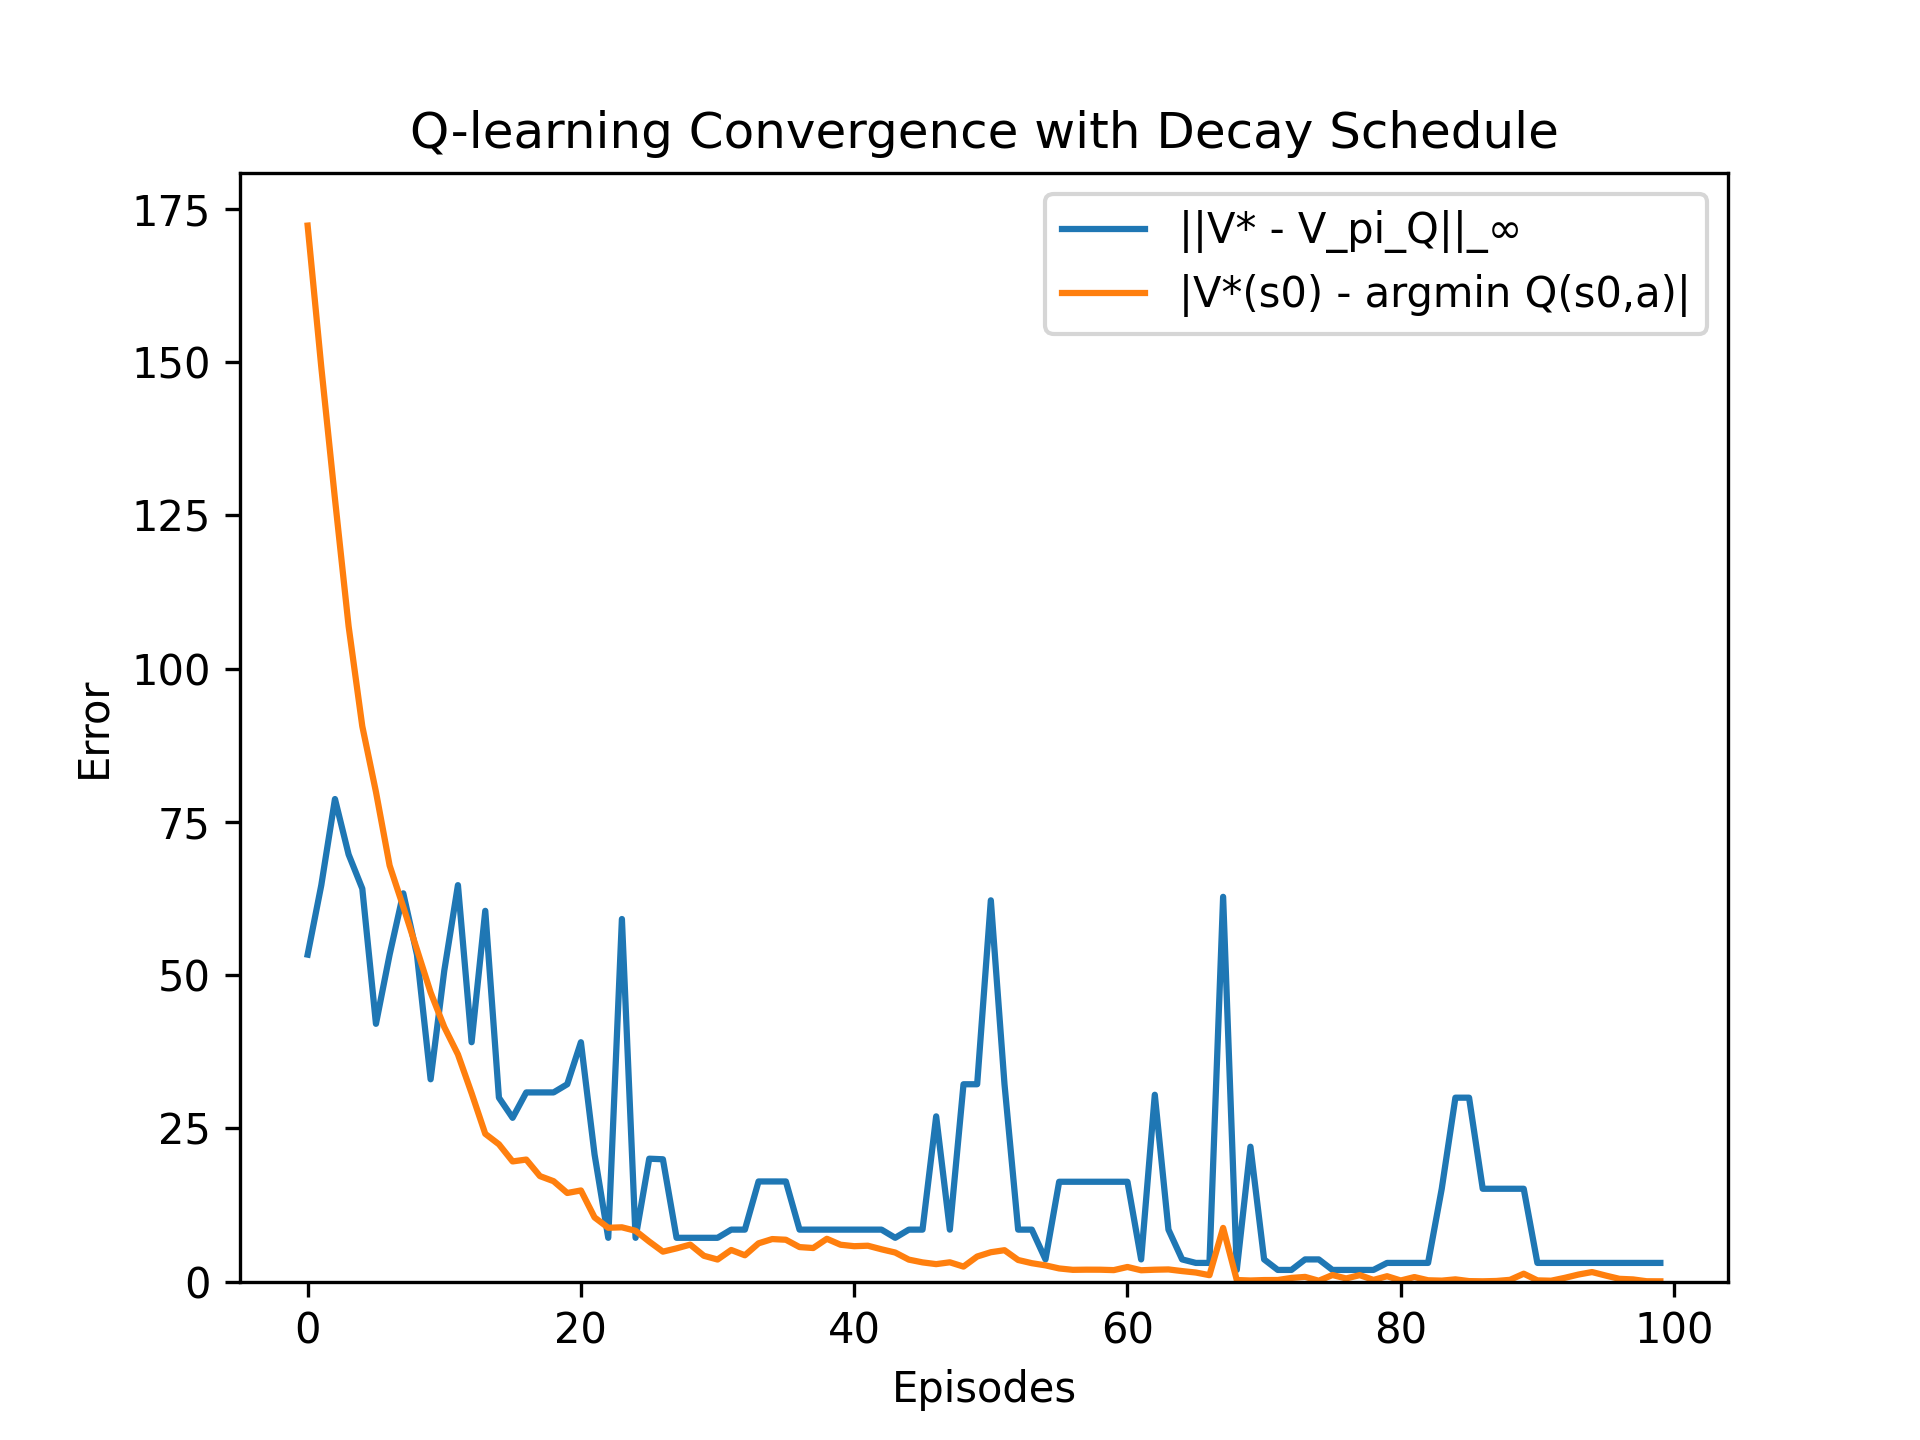 Q-learning Convergence with Decay Schedule
||V* - V_pi_Q||_∞
|V*(s0) - argmin Q(s0,a)|
175
150
125
100
75
50
25
0
Error
0 20 40 60 80 100
Episodes